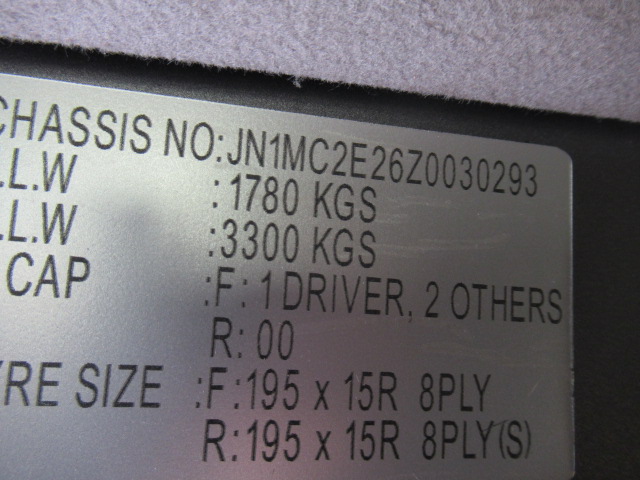 CHASSIS NO: JN1MC2E26Z0030293
.L.W :1780 KGS
.L.W :3300 KGS
CAP :F: 1 DRIVER, 2 OTHERS
R: 00
YRE SIZE :F:195 x 15R 8PLY
R:195 x 15R 8PLY(S)